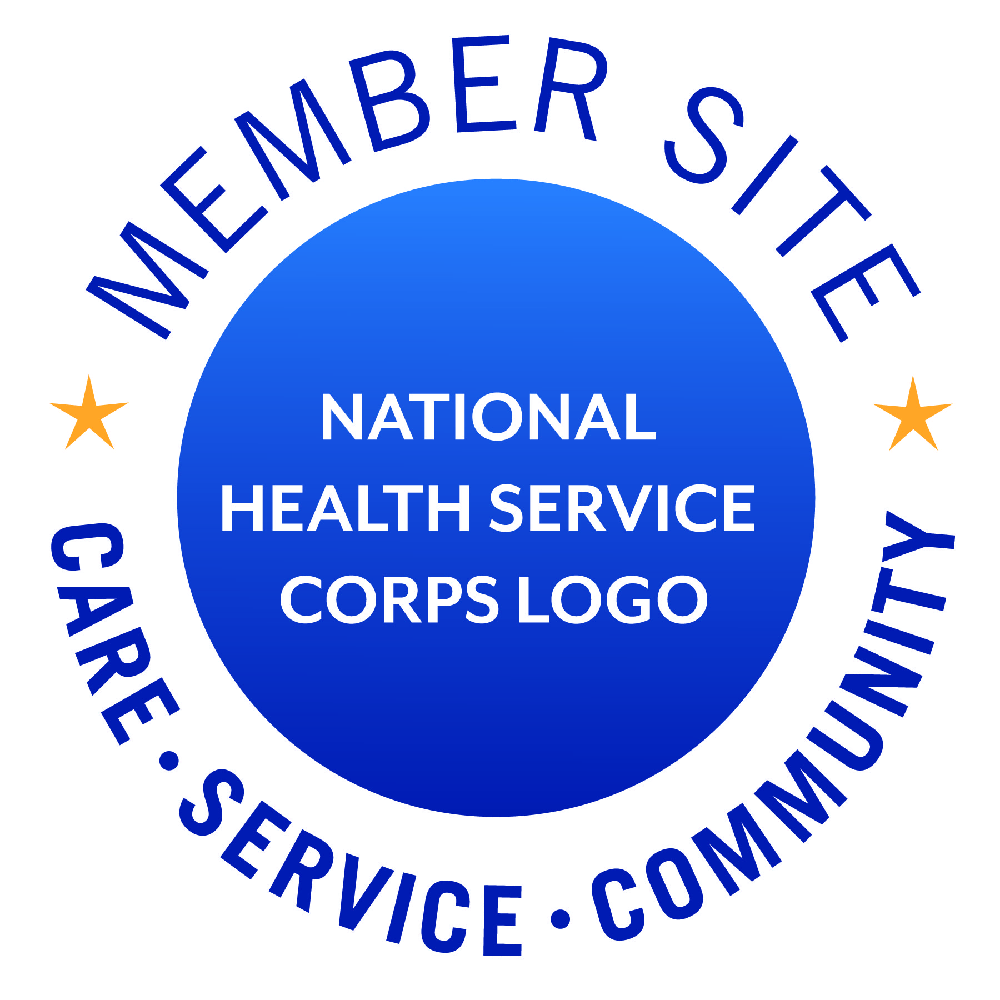 MEMBER SITE
NATIONAL
HEALTH SERVICE
CORPS LOGO
CARE • SERVICE • COMMUNITY